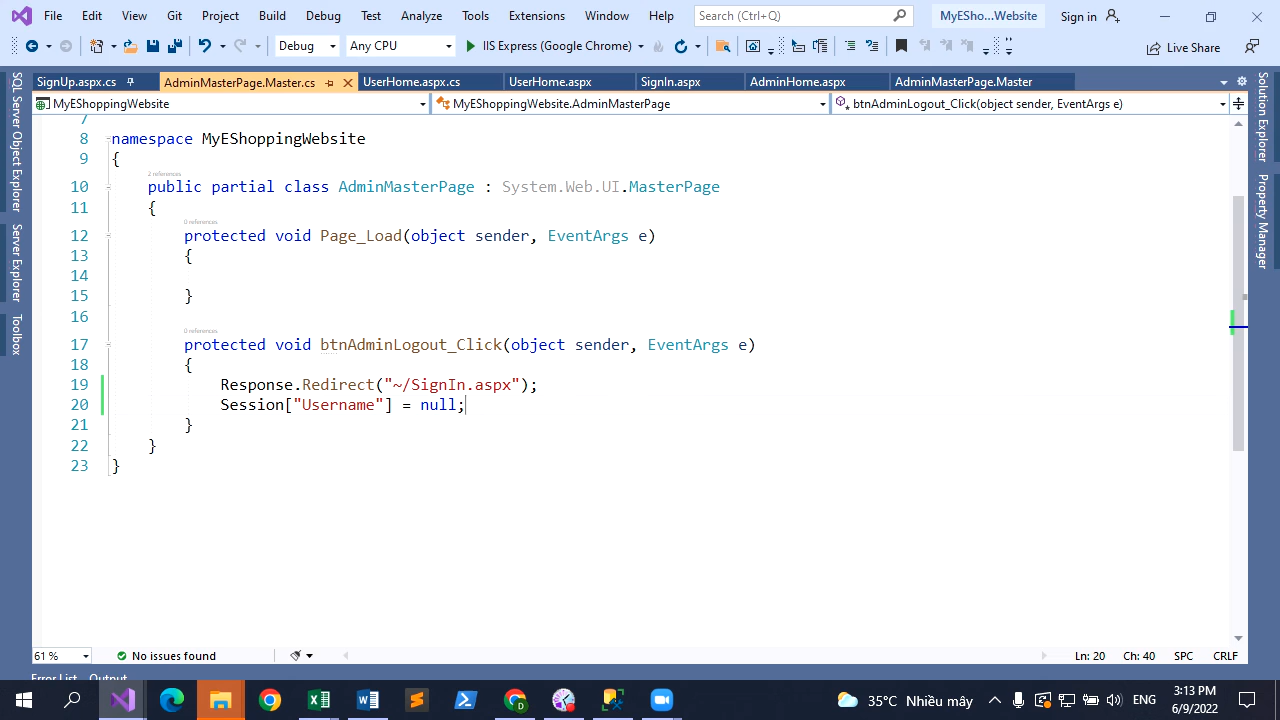 File Edit View Git Project Build Debug Test Analyze Tools Extensions Window Help Search (Ctrl+Q) MyESho...Website Sign in
Debug Any CPU IIS Express (Google Chrome) Live Share
SignUp.aspx.cs AdminMasterPage.Master.cs UserHome.aspx.cs UserHome.aspx SignIn.aspx AdminHome.aspx AdminMasterPage.Master
MyEShoppingWebsite MyEShoppingWebsite.AdminMasterPage btnAdminLogout_Click(object sender, EventArgs e)
SQL Server Object Explorer
Server Explorer
Toolbox
Solution Explorer
Property Manager
7
8 namespace MyEShoppingWebsite
9 {
2 references
10 public partial class AdminMasterPage : System.Web.UI.MasterPage
11 {
0 references
12 protected void Page_Load(object sender, EventArgs e)
13 {
14
15 }
16
0 references
17 protected void btnAdminLogout_Click(object sender, EventArgs e)
18 {
19 Response.Redirect("~/SignIn.aspx");
20 Session["Username"] = null;
21 }
22 }
23 }
61 % No issues found Ln: 20 Ch: 40 SPC CRLF
Error List Output
35°C Nhiều mây ENG 3:13 PM
6/9/2022